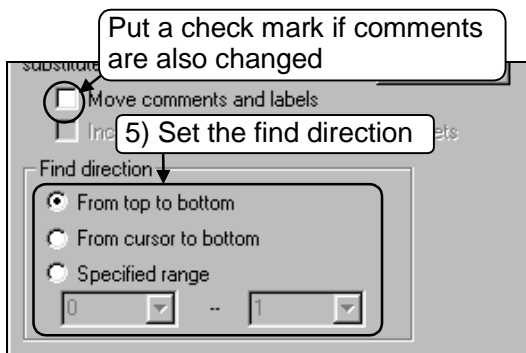 Put a check mark if comments
are also changed
substitute
Move comments and labels
5) Set the find direction
Find direction
From top to bottom
From cursor to bottom
Specified range
0 -- 1